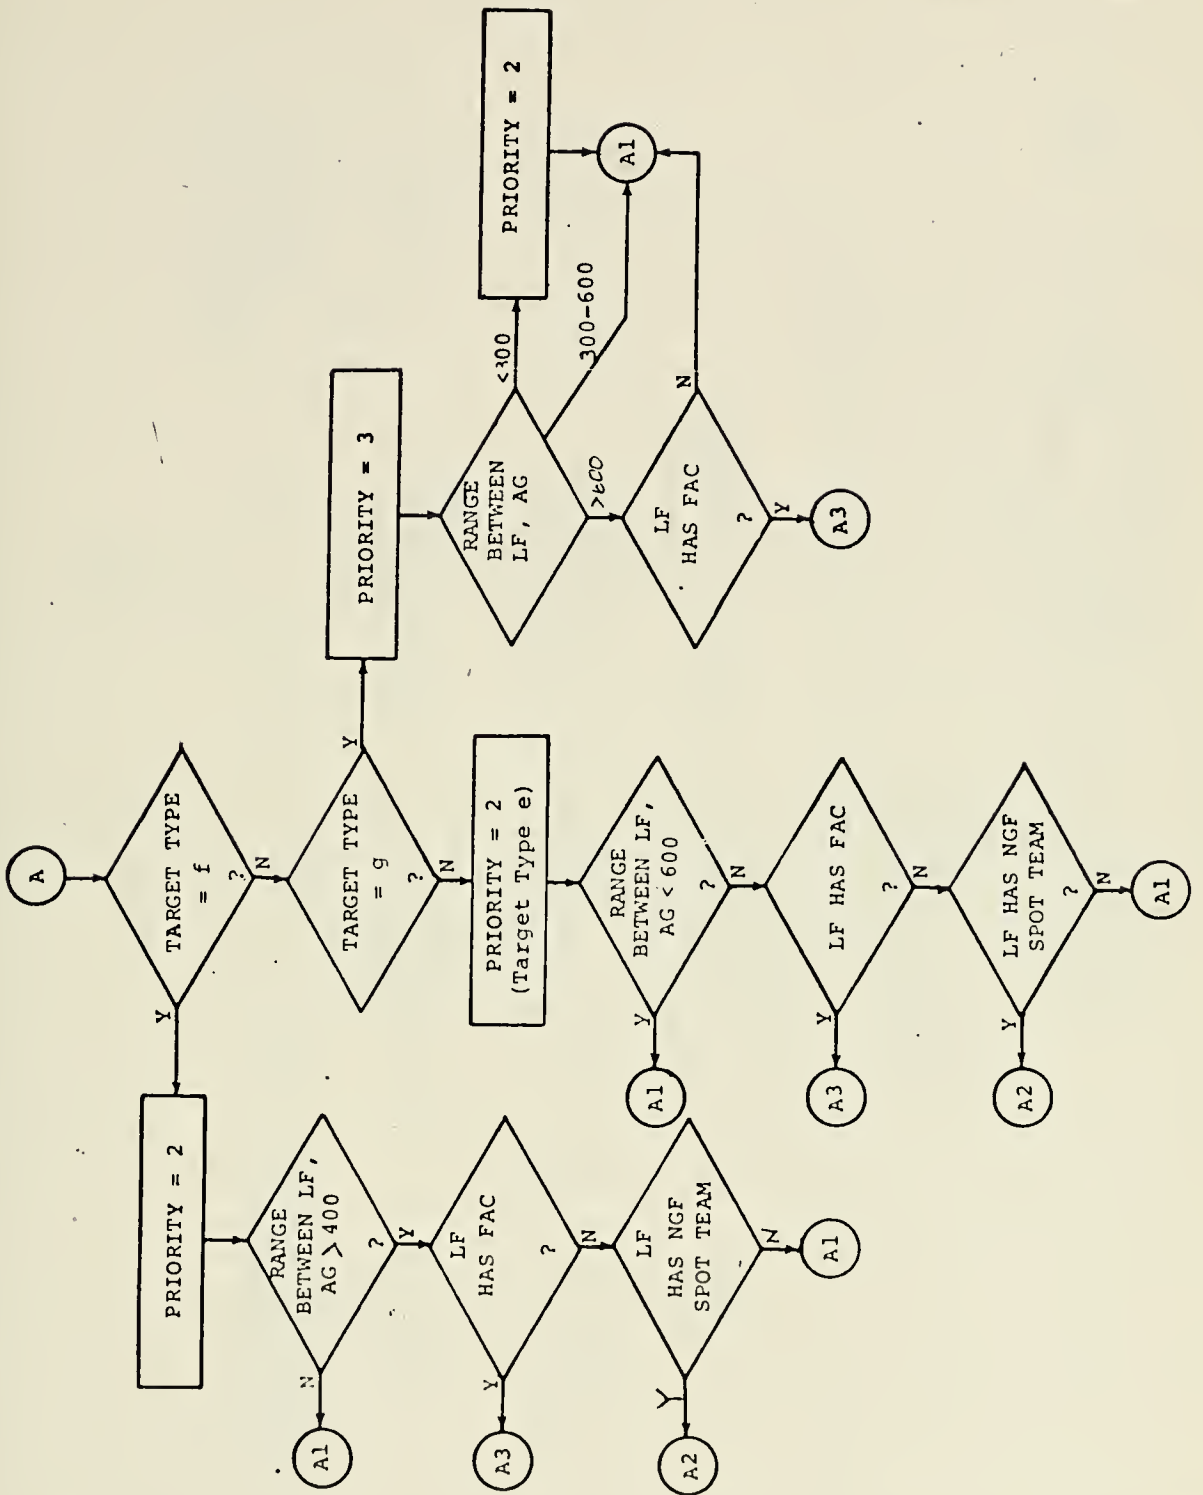 A
TARGET TYPE
= f
?
Y
N
TARGET TYPE
= g
?
Y
N
PRIORITY = 2
RANGE
BETWEEN LF,
AG > 400
?
N
Y
A1
LF
HAS FAC
?
Y
N
A3
LF
HAS NGF
SPOT TEAM
Y
N
A2
A1
PRIORITY = 2
(Target Type e)
RANGE
BETWEEN LF,
AG < 600
?
Y
N
A1
LF HAS FAC
?
Y
N
A3
LF HAS NGF
SPOT TEAM
?
Y
N
A2
A1
PRIORITY = 3
RANGE
BETWEEN
LF, AG
<300
300-600
>600
PRIORITY = 2
A1
LF
HAS FAC
?
N
Y
A3